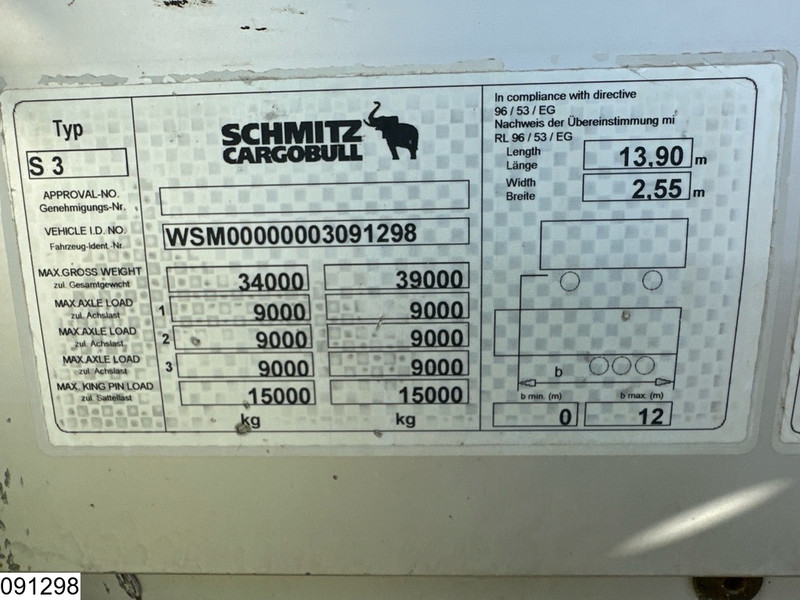 Typ
S 3
SCHMITZ
CARGOBULL
APPROVAL-NO.
Genehmigungs-Nr.
VEHICLE I.D. NO.
Fahrzeug-Ident.-Nr.
WSM00000003091298
MAX.GROSS WEIGHT
zul. Gesamtgewicht
34000 39000
MAX.AXLE LOAD
zul. Achslast
1 9000 9000
MAX.AXLE LOAD
zul. Achslast
2 9000 9000
MAX.AXLE LOAD
zul. Achslast
3 9000 9000
MAX. KING PIN LOAD
zul. Sattellast
15000 15000
kg kg
In compliance with directive
96 / 53 / EG
Nachweis der Übereinstimmung mi
RL 96 / 53 / EG
Length
Länge
13,90 m
Width
Breite
2,55 m
b
b min. (m) b max. (m)
0 12
091298